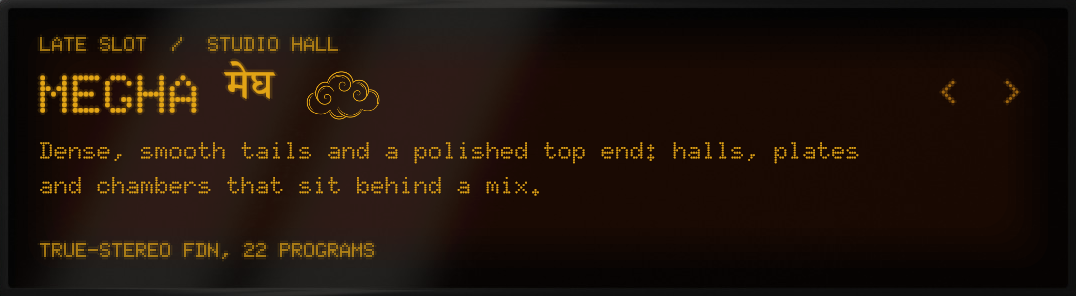 LATE SLOT / STUDIO HALL
MEGHA मेघ
Dense, smooth tails and a polished top end: halls, plates
and chambers that sit behind a mix.
TRUE-STEREO FDN, 22 PROGRAMS